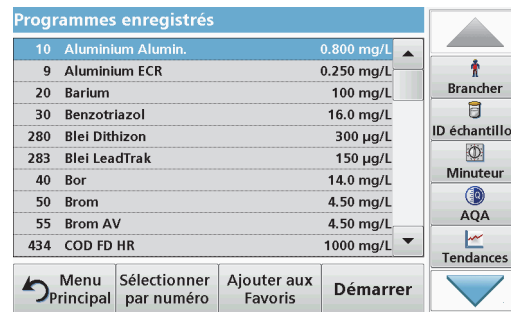 Programmes enregistrés
10 Aluminium Alumin. 0.800 mg/L
9 Aluminium ECR 0.250 mg/L
20 Barium 100 mg/L
30 Benzotriazol 16.0 mg/L
280 Blei Dithizon 300 µg/L
283 Blei LeadTrak 150 µg/L
40 Bor 14.0 mg/L
50 Brom 4.50 mg/L
55 Brom AV 4.50 mg/L
434 COD FD HR 1000 mg/L
Menu Principal
Sélectionner par numéro
Ajouter aux Favoris
Démarrer
Brancher
ID échantillo
Minuteur
AQA
Tendances